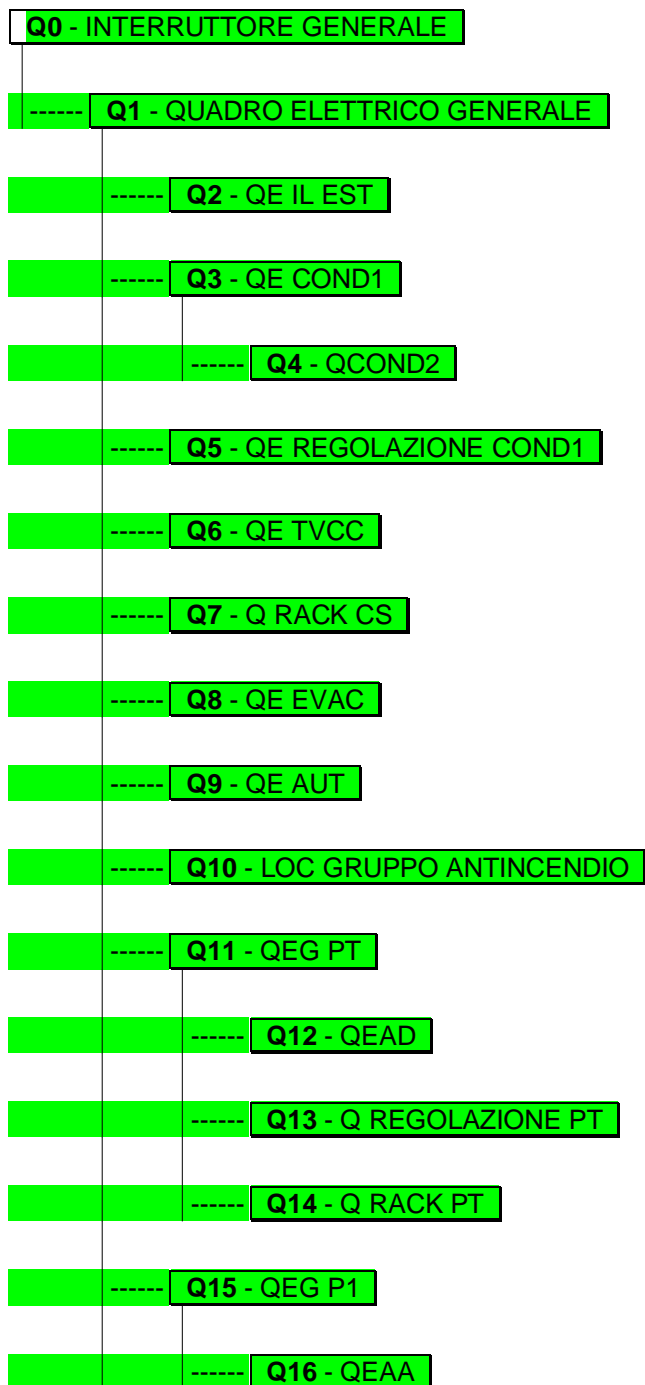 Q0 - INTERRUTTORE GENERALE
------ Q1 - QUADRO ELETTRICO GENERALE
------ Q2 - QE IL EST
------ Q3 - QE COND1
------ Q4 - QCOND2
------ Q5 - QE REGOLAZIONE COND1
------ Q6 - QE TVCC
------ Q7 - Q RACK CS
------ Q8 - QE EVAC
------ Q9 - QE AUT
------ Q10 - LOC GRUPPO ANTINCENDIO
------ Q11 - QEG PT
------ Q12 - QEAD
------ Q13 - Q REGOLAZIONE PT
------ Q14 - Q RACK PT
------ Q15 - QEG P1
------ Q16 - QEAA